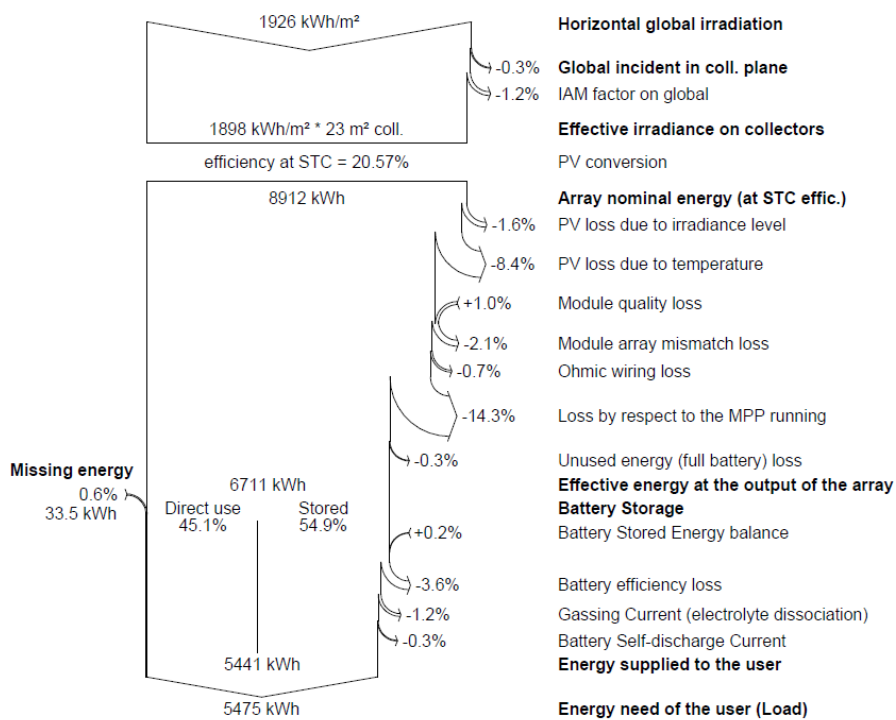 1926 kWh/m² Horizontal global irradiation
-0.3% Global incident in coll. plane
-1.2% IAM factor on global
1898 kWh/m² * 23 m² coll. Effective irradiance on collectors
efficiency at STC = 20.57% PV conversion
8912 kWh Array nominal energy (at STC effic.)
-1.6% PV loss due to irradiance level
-8.4% PV loss due to temperature
+1.0% Module quality loss
-2.1% Module array mismatch loss
-0.7% Ohmic wiring loss
-14.3% Loss by respect to the MPP running
-0.3% Unused energy (full battery) loss
Missing energy
0.6%
33.5 kWh
6711 kWh Effective energy at the output of the array
Direct use Stored Battery Storage
45.1% 54.9%
+0.2% Battery Stored Energy balance
-3.6% Battery efficiency loss
-1.2% Gassing Current (electrolyte dissociation)
-0.3% Battery Self-discharge Current
5441 kWh Energy supplied to the user
5475 kWh Energy need of the user (Load)